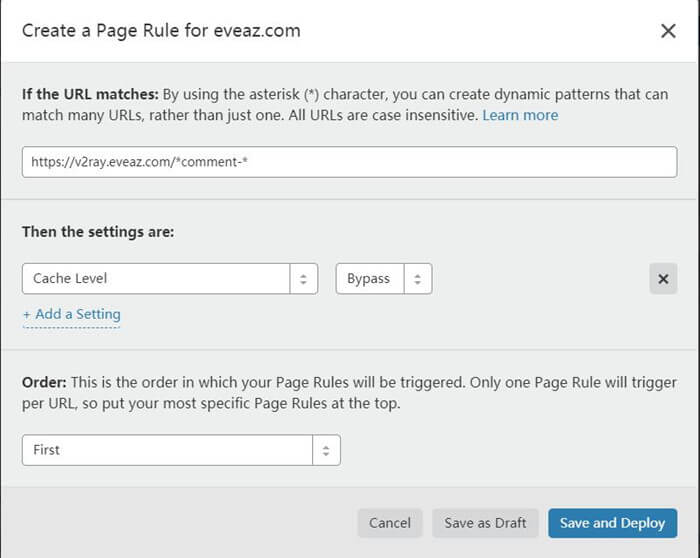 Create a Page Rule for eveaz.com
If the URL matches: By using the asterisk (*) character, you can create dynamic patterns that can
match many URLs, rather than just one. All URLs are case insensitive. Learn more
https://v2ray.eveaz.com/*comment-*
Then the settings are:
Cache Level Bypass
+ Add a Setting
Order: This is the order in which your Page Rules will be triggered. Only one Page Rule will trigger
per URL, so put your most specific Page Rules at the top.
First
Cancel Save as Draft Save and Deploy